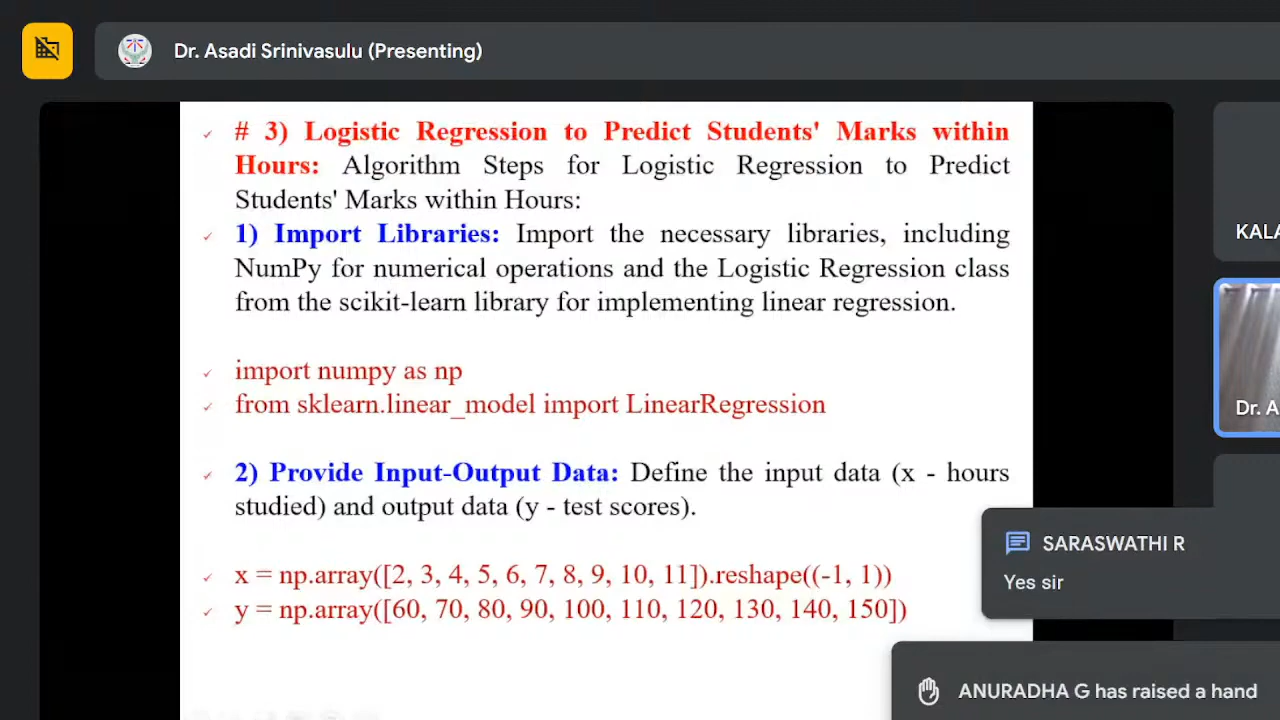 Dr. Asadi Srinivasulu (Presenting)
# 3) Logistic Regression to Predict Students' Marks within
Hours: Algorithm Steps for Logistic Regression to Predict
Students' Marks within Hours:
1) Import Libraries: Import the necessary libraries, including
NumPy for numerical operations and the Logistic Regression class
from the scikit-learn library for implementing linear regression.
import numpy as np
from sklearn.linear_model import LinearRegression
2) Provide Input-Output Data: Define the input data (x - hours
studied) and output data (y - test scores).
x = np.array([2, 3, 4, 5, 6, 7, 8, 9, 10, 11]).reshape((-1, 1))
y = np.array([60, 70, 80, 90, 100, 110, 120, 130, 140, 150])
KALA
Dr. A
SARASWATHI R
Yes sir
ANURADHA G has raised a hand